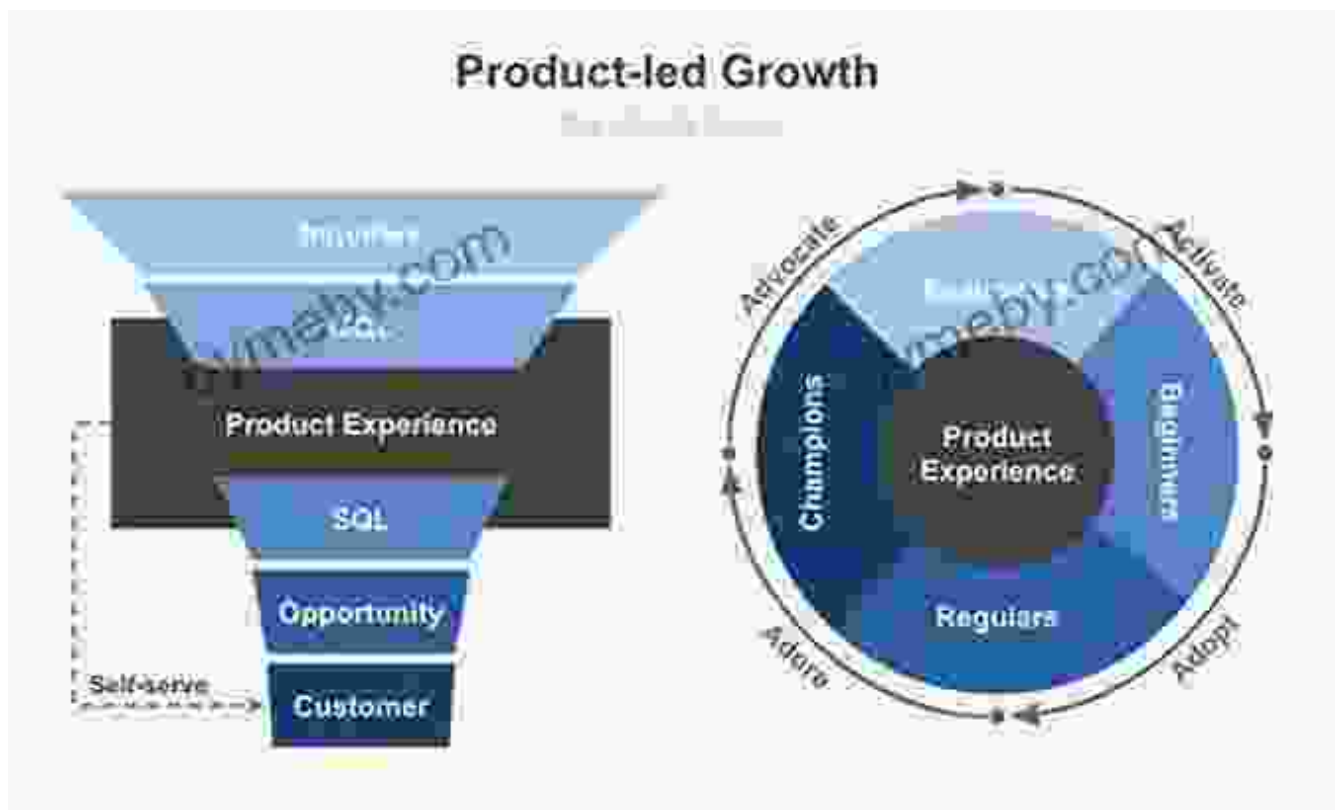 Product-led Growth
Product Experience
SQL
Opportunity
Customer
Self-serve
Advocate
Activate
Champions
Product
Experience
Beginners
Regulars
Adore
Adopt